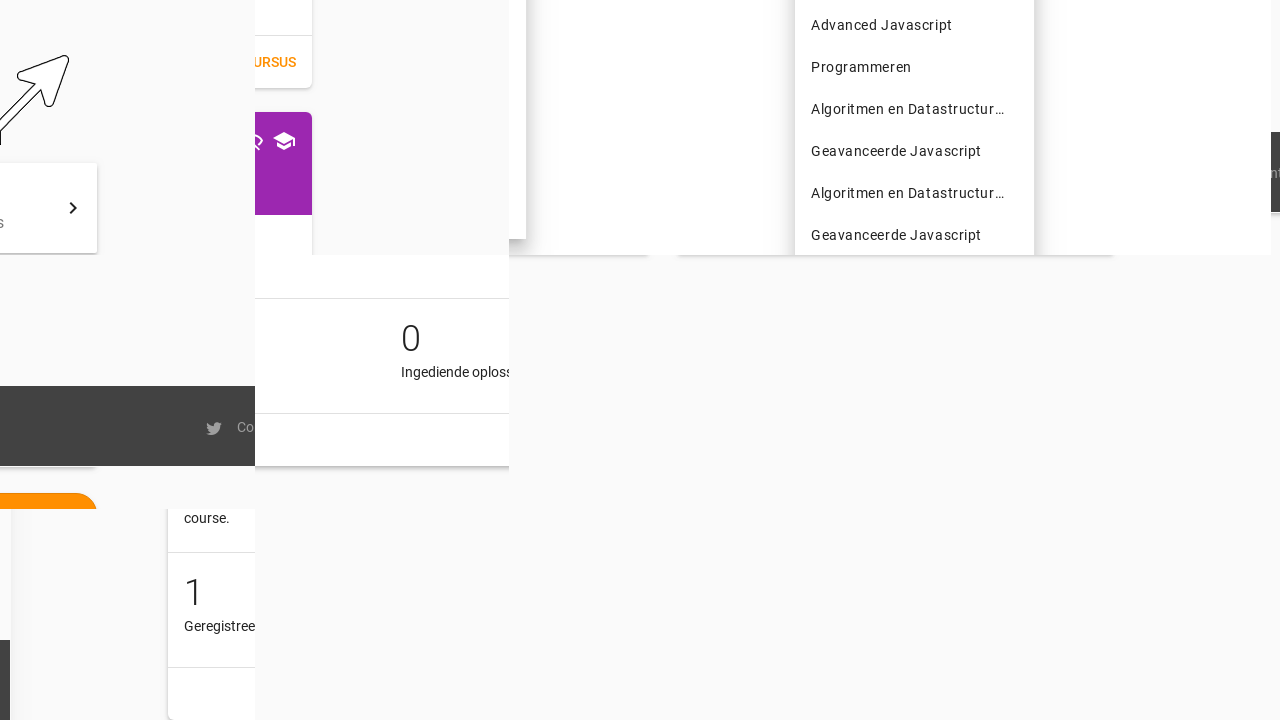 Advanced Javascript
URSUS
Programmeren
Algoritmen en Datastructur…
Geavanceerde Javascript
Algoritmen en Datastructur…
s
Geavanceerde Javascript
0
Ingediende oploss
Co
course.
1
Geregistree